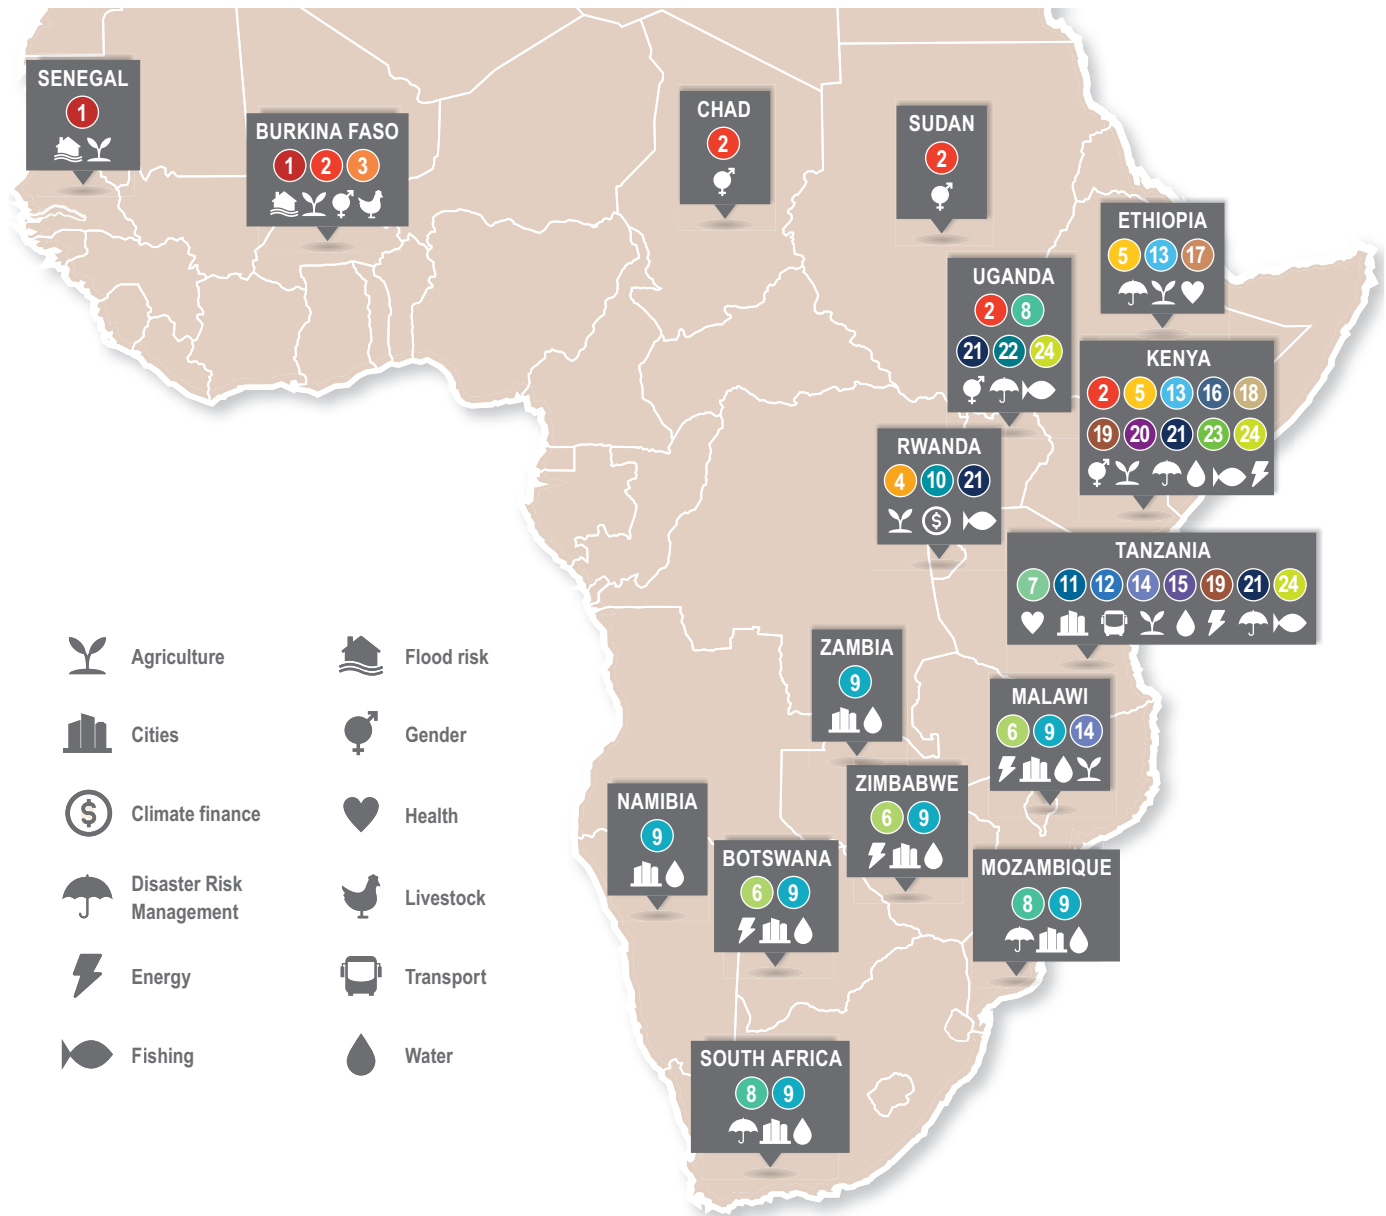 SENEGAL
1
BURKINA FASO
1 2 3
CHAD
2
SUDAN
2
ETHIOPIA
5 13 17
UGANDA
2 8
21 22 24
KENYA
2 5 13 16 18
19 20 21 23 24
RWANDA
4 10 21
$
TANZANIA
7 11 12 14 15 19 21 24
ZAMBIA
9
MALAWI
6 9 14
ZIMBABWE
6 9
NAMIBIA
9
BOTSWANA
6 9
MOZAMBIQUE
8 9
SOUTH AFRICA
8 9
Agriculture
Cities
$ Climate finance
Disaster Risk
Management
Energy
Fishing
Flood risk
Gender
Health
Livestock
Transport
Water